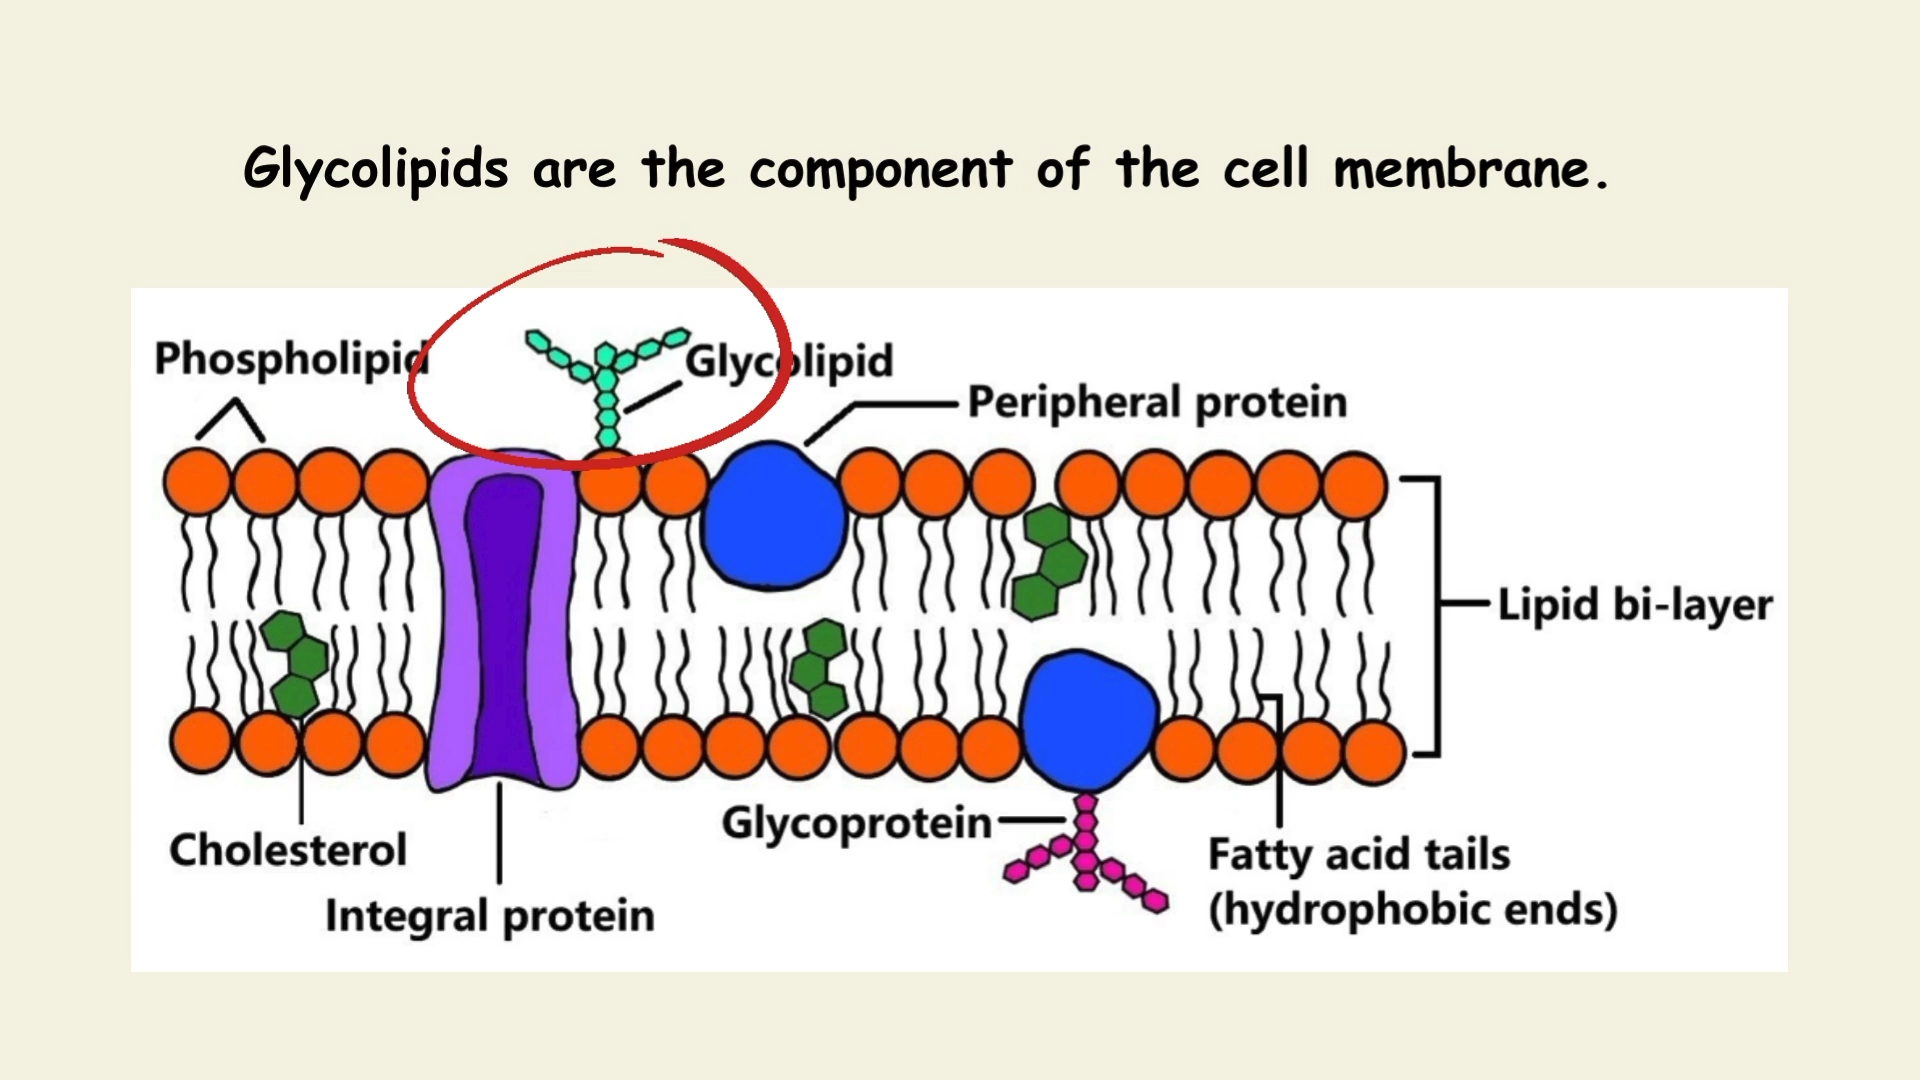 Glycolipids are the component of the cell membrane.
Phospholipid
Glycolipid
Peripheral protein
Lipid bi-layer
Glycoprotein
Cholesterol
Fatty acid tails
(hydrophobic ends)
Integral protein